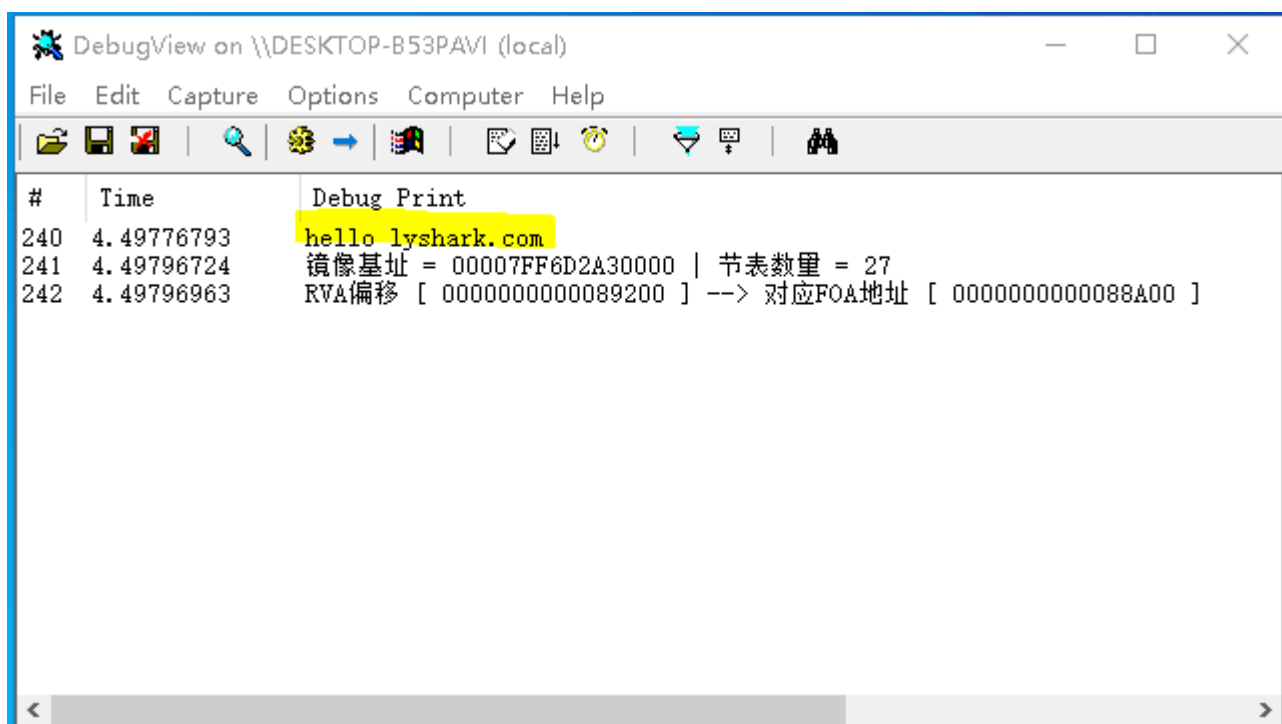 DebugView on \\DESKTOP-B53PAVI (local)
File Edit Capture Options Computer Help
# Time Debug Print
240 4.49776793 hello lyshark.com
241 4.49796724 镜像基址 = 00007FF6D2A30000 | 节表数量 = 27
242 4.49796963 RVA偏移 [ 0000000000089200 ] --> 对应FOA地址 [ 0000000000088A00 ]